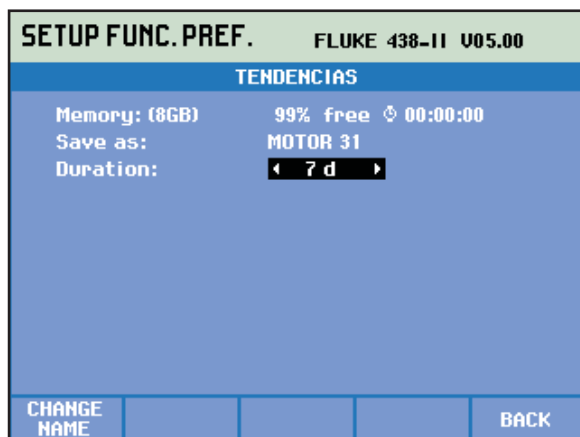 SETUP FUNC. PREF. FLUKE 438-II V05.00
TENDENCIAS
Memory: (8GB) 99% free 00:00:00
Save as: MOTOR 31
Duration: 7 d
CHANGE NAME BACK